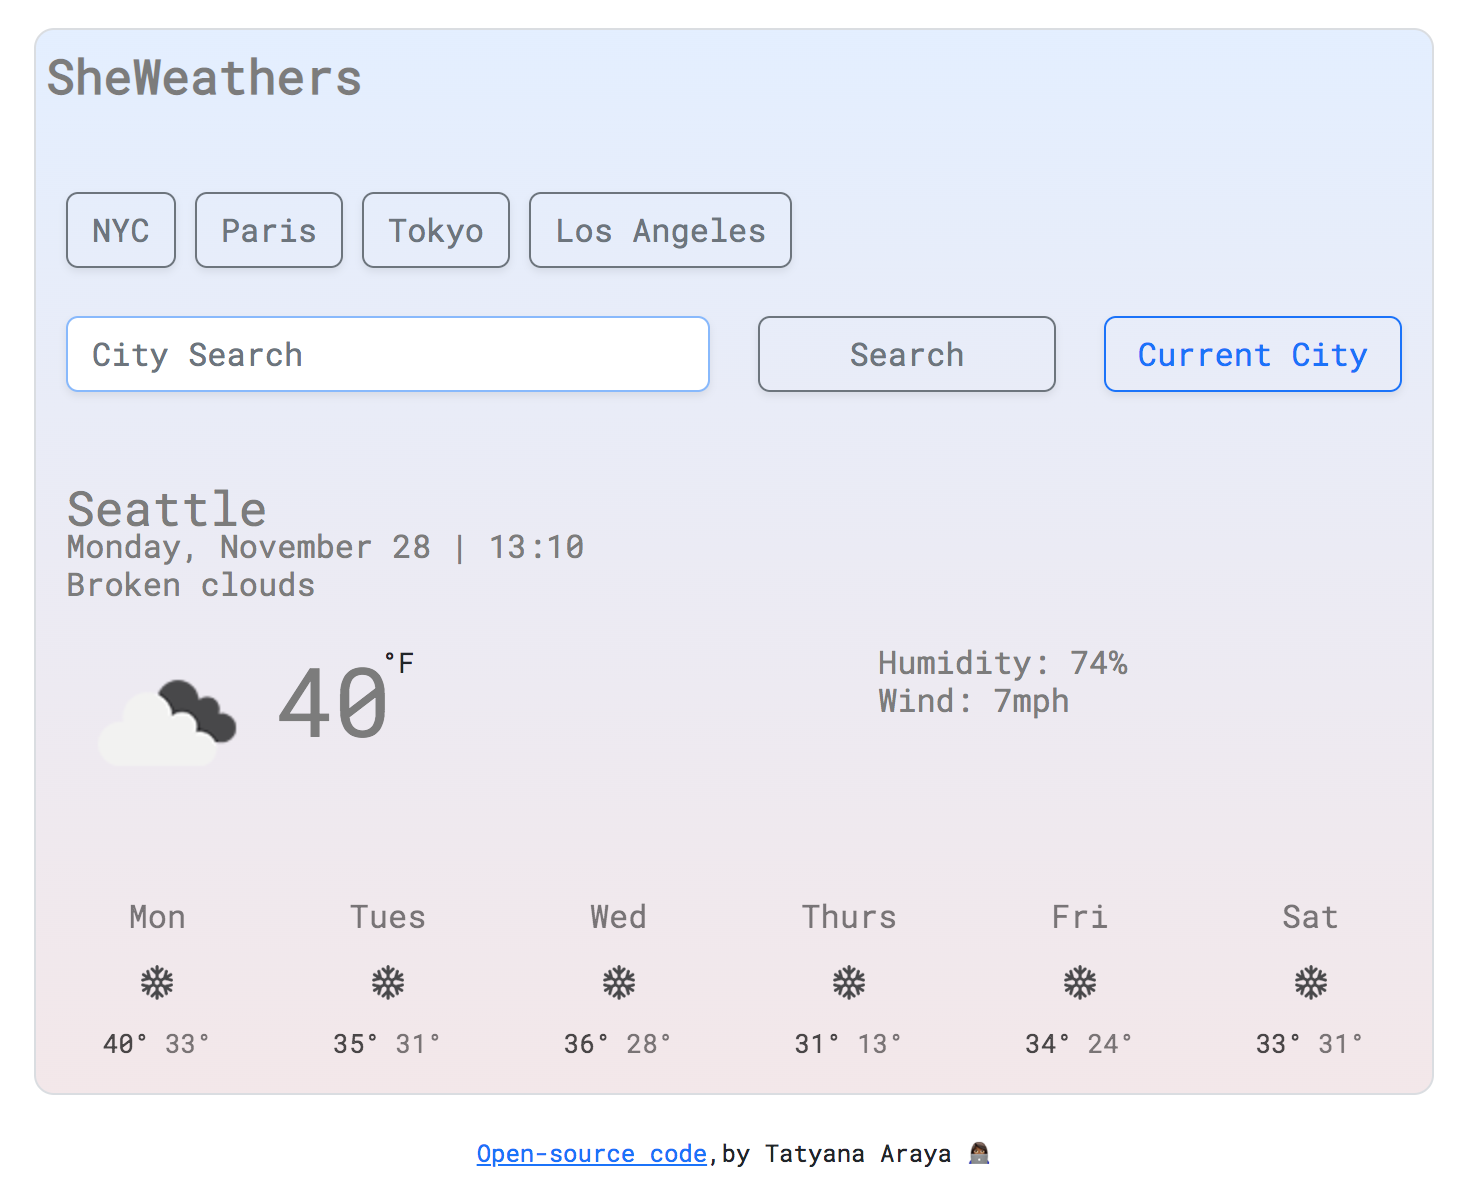 SheWeathers
NYC Paris Tokyo Los Angeles
City Search Search Current City
Seattle
Monday, November 28 | 13:10
Broken clouds
40 °F
Humidity: 74%
Wind: 7mph
Mon Tues Wed Thurs Fri Sat
40° 33° 35° 31° 36° 28° 31° 13° 34° 24° 33° 31°
Open-source code,by Tatyana Araya